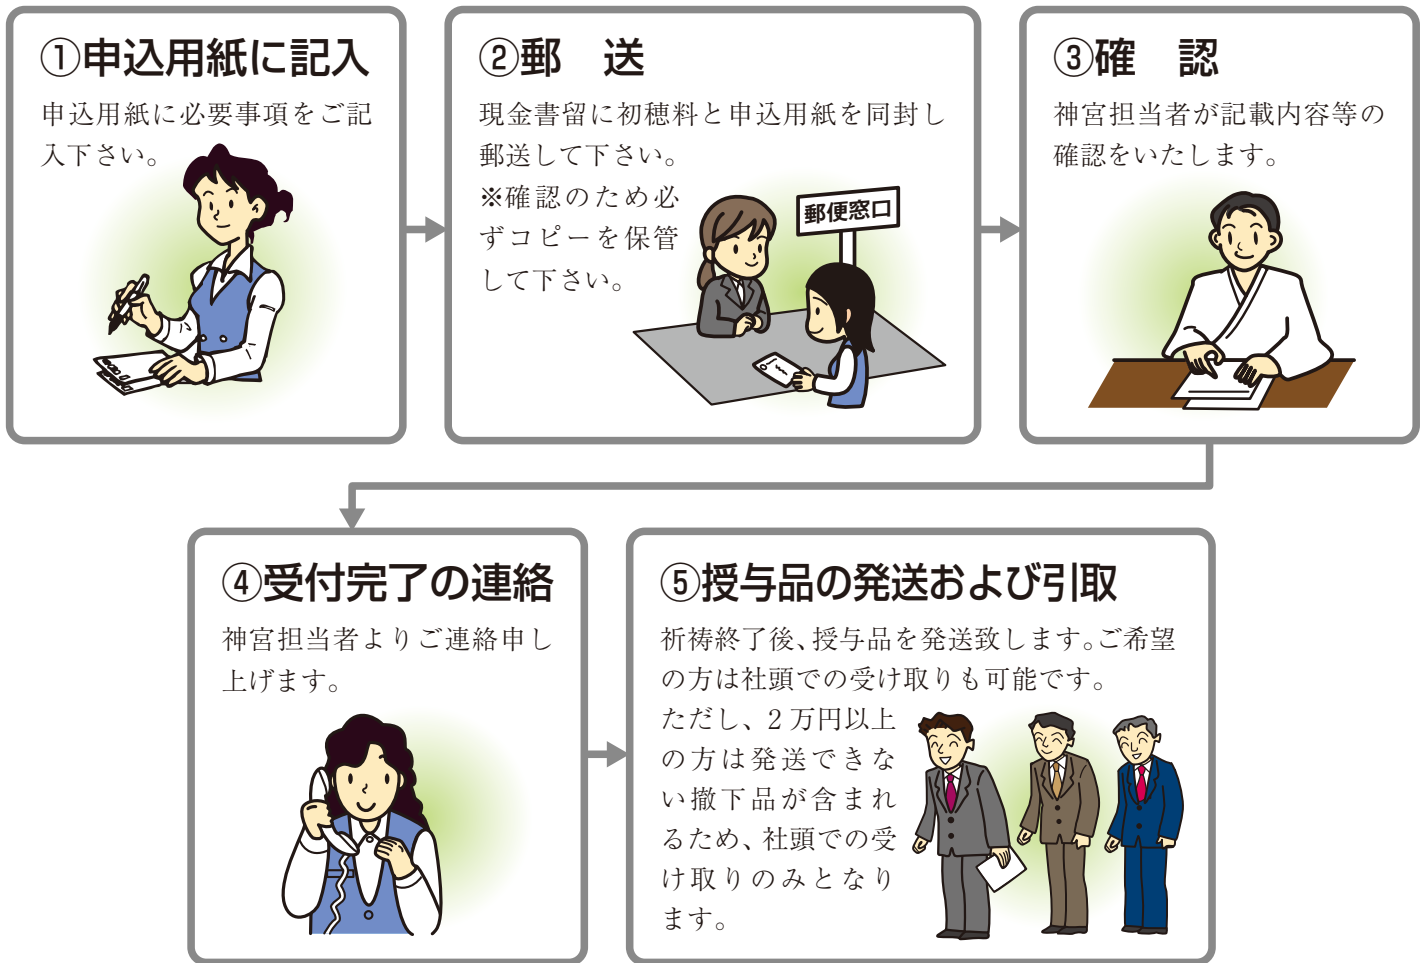 ①申込用紙に記入
申込用紙に必要事項をご記
入下さい。
②郵　送
現金書留に初穂料と申込用紙を同封し
郵送して下さい。
※確認のため必
ずコピーを保管
して下さい。
郵便窓口
③確　認
神宮担当者が記載内容等の
確認をいたします。
④受付完了の連絡
神宮担当者よりご連絡申し
上げます。
⑤授与品の発送および引取
祈祷終了後、授与品を発送致します。ご希望
の方は社頭での受け取りも可能です。
ただし、２万円以上
の方は発送できな
い撤下品が含まれ
るため、社頭での受
け取りのみとなり
ます。